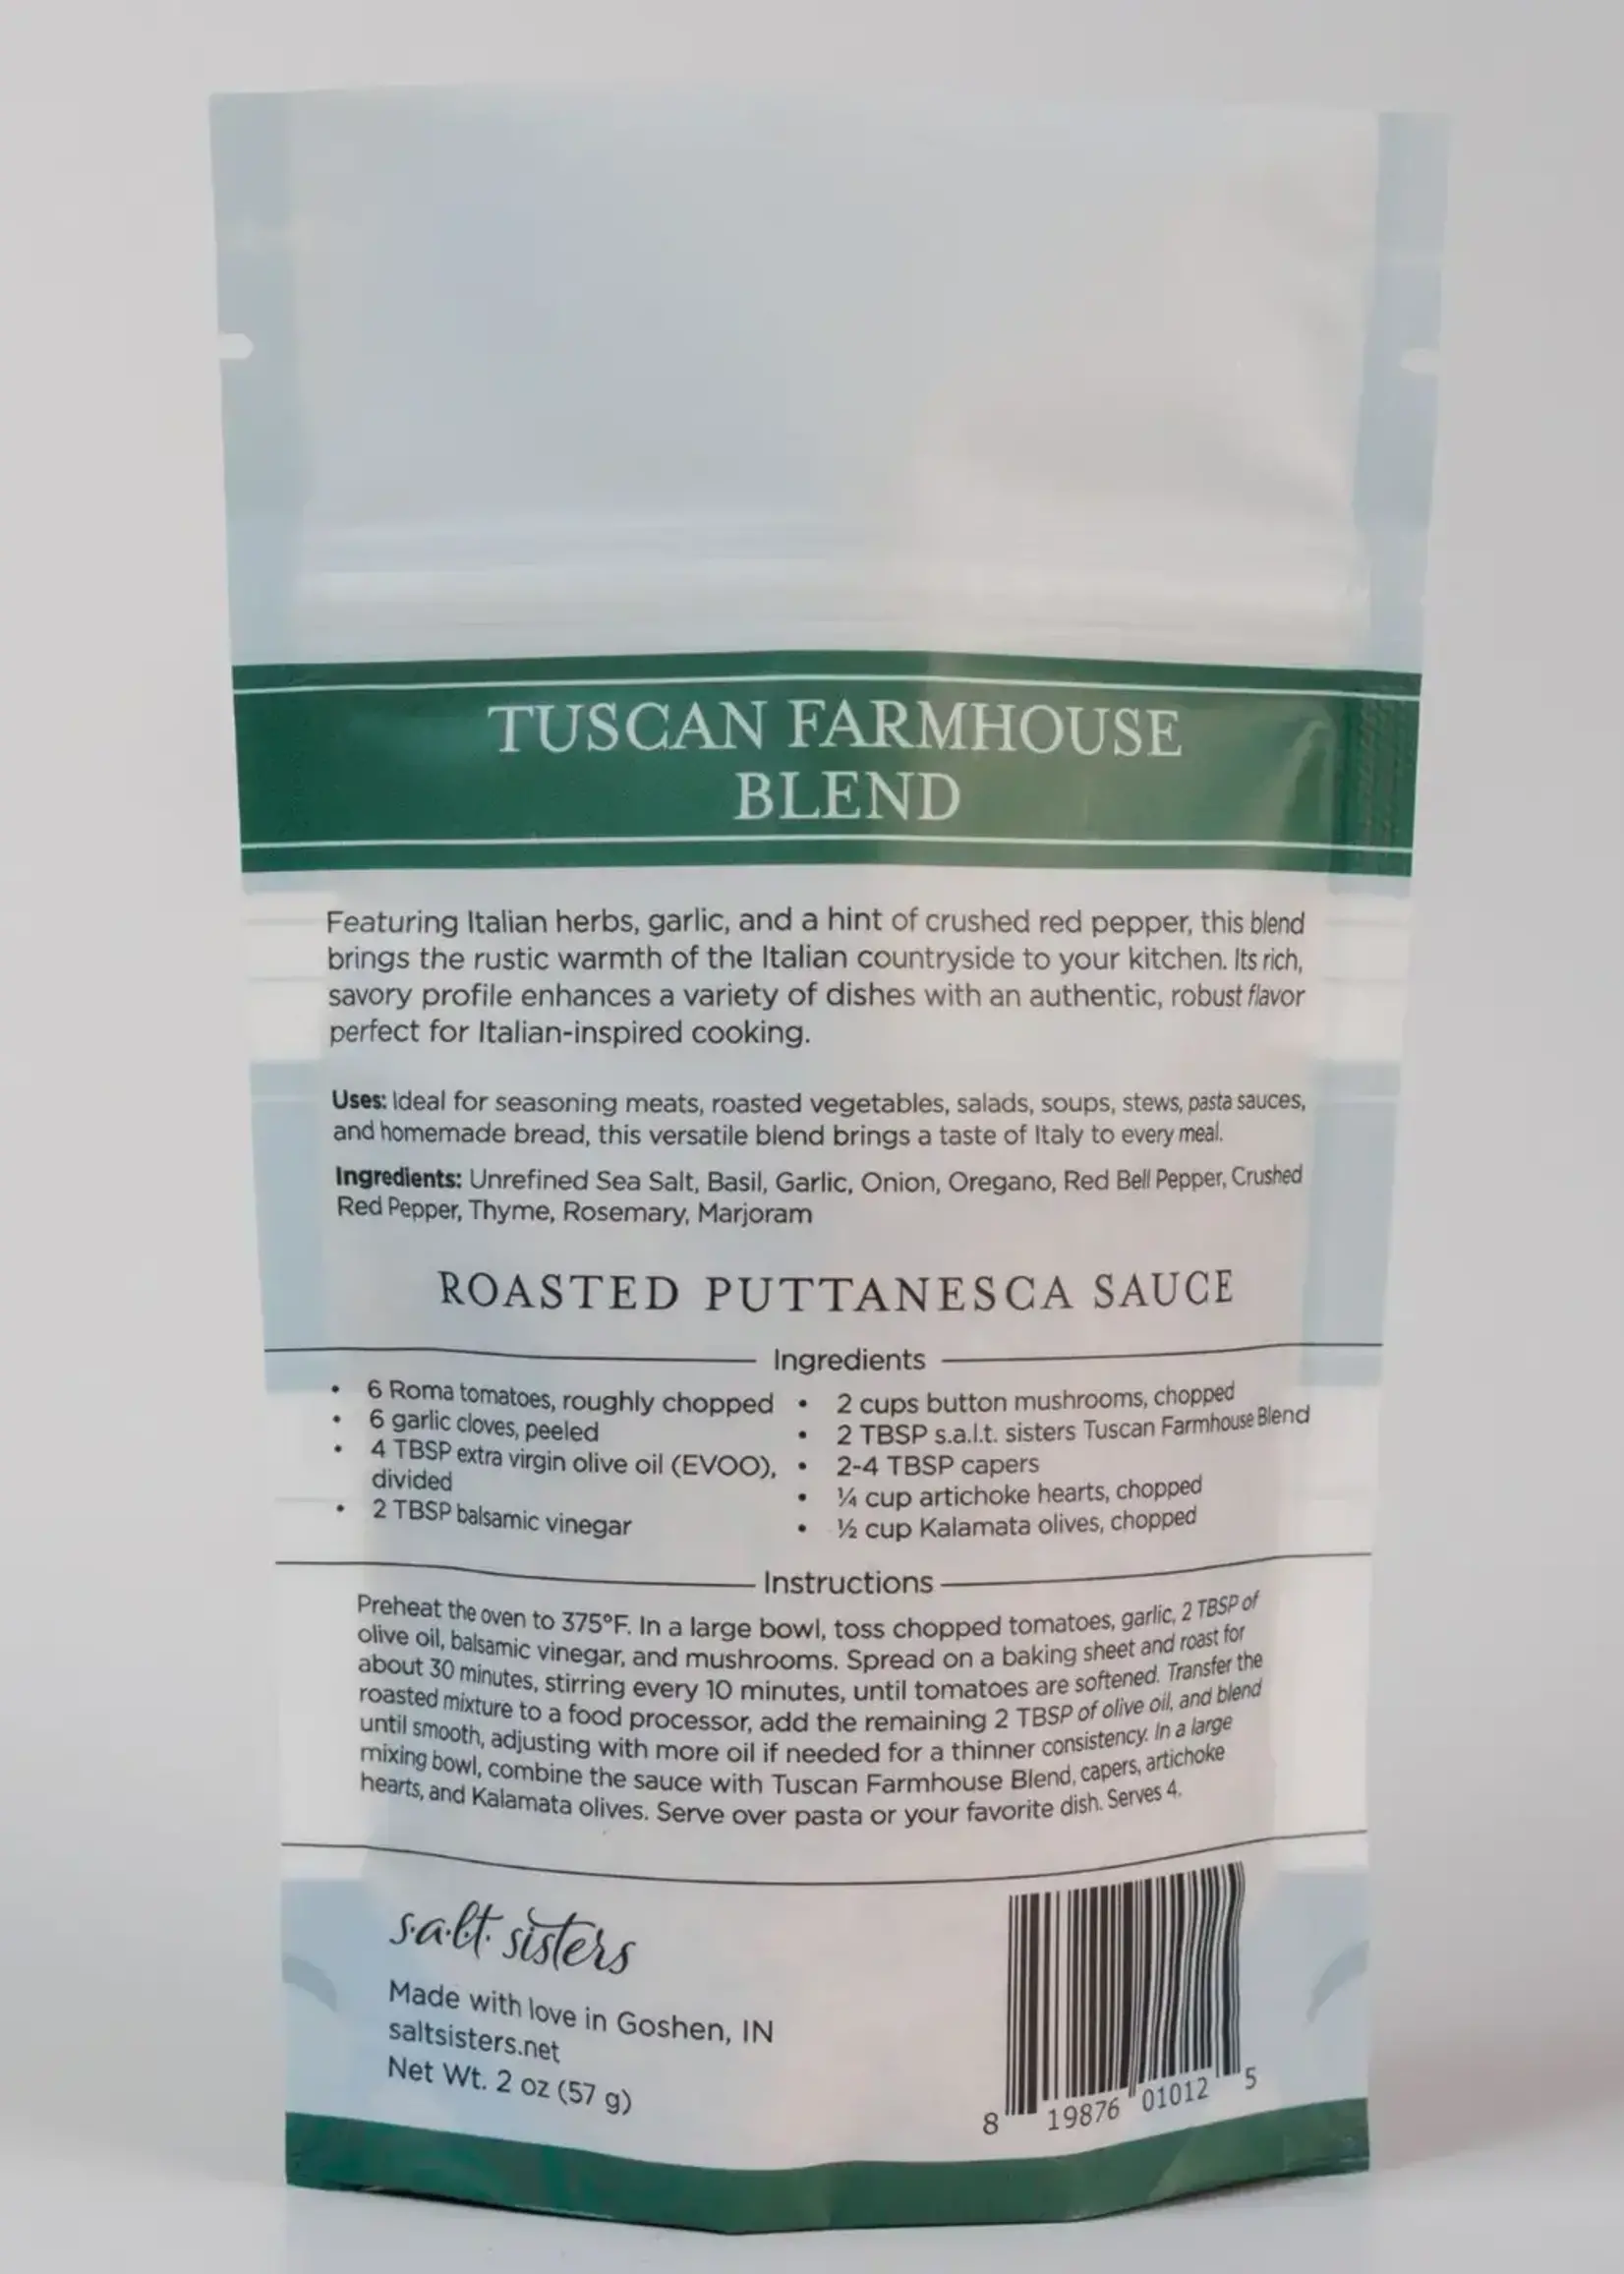 TUSCAN FARMHOUSE
BLEND
Featuring Italian herbs, garlic, and a hint of crushed red pepper, this blend
brings the rustic warmth of the Italian countryside to your kitchen. Its rich,
savory profile enhances a variety of dishes with an authentic, robust flavor
perfect for Italian-inspired cooking.
Uses: Ideal for seasoning meats, roasted vegetables, salads, soups, stews, pasta sauces,
and homemade bread, this versatile blend brings a taste of Italy to every meal.
Ingredients: Unrefined Sea Salt, Basil, Garlic, Onion, Oregano, Red Bell Pepper, Crushed
Red Pepper, Thyme, Rosemary, Marjoram
ROASTED PUTTANESCA SAUCE
Ingredients
• 6 Roma tomatoes, roughly chopped
• 6 garlic cloves, peeled
• 4 TBSP extra virgin olive oil (EVOO),
divided
• 2 TBSP balsamic vinegar
• 2 cups button mushrooms, chopped
• 2 TBSP s.a.l.t. sisters Tuscan Farmhouse Blend
• 2-4 TBSP capers
• ¼ cup artichoke hearts, chopped
• ½ cup Kalamata olives, chopped
Instructions
Preheat the oven to 375°F. In a large bowl, toss chopped tomatoes, garlic, 2 TBSP of
olive oil, balsamic vinegar, and mushrooms. Spread on a baking sheet and roast for
about 30 minutes, stirring every 10 minutes, until tomatoes are softened. Transfer the
roasted mixture to a food processor, add the remaining 2 TBSP of olive oil, and blend
until smooth, adjusting with more oil if needed for a thinner consistency. In a large
mixing bowl, combine the sauce with Tuscan Farmhouse Blend, capers, artichoke
hearts, and Kalamata olives. Serve over pasta or your favorite dish. Serves 4.
s.a.l.t. sisters
Made with love in Goshen, IN
saltsisters.net
Net Wt. 2 oz (57 g)
8 19876 01012 5